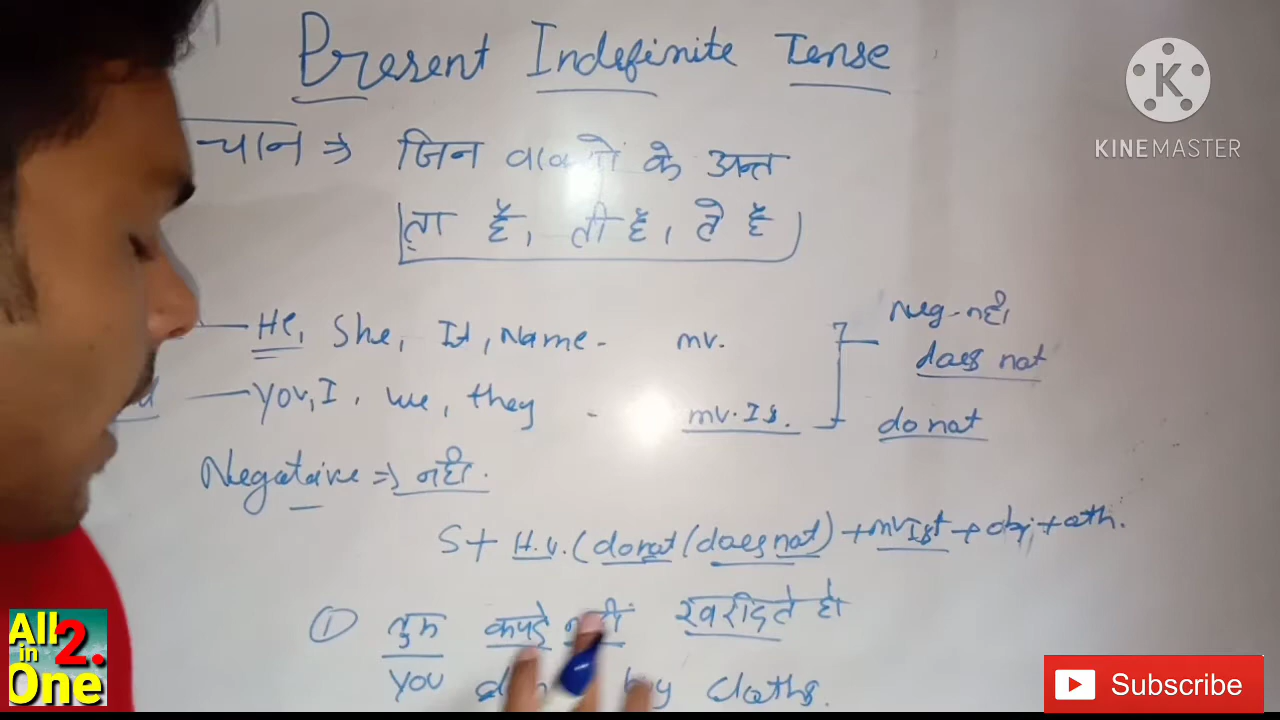 Present Indefinite Tense
KINEMASTER
चान ⇒ जिन वाक्यों के अन्त
ता है, ती है, ते है
He, She, It, Name - mv.
Neg - नही
does not
You, I, we, they - mv. Ist.
do not
Negataive ⇒ नही.
S + H.v. (do not (does not) + mv Ist + obj + oth.
① तुम कपड़े नही खरीदते हो
You buy cloths.
All in One 2.
Subscribe